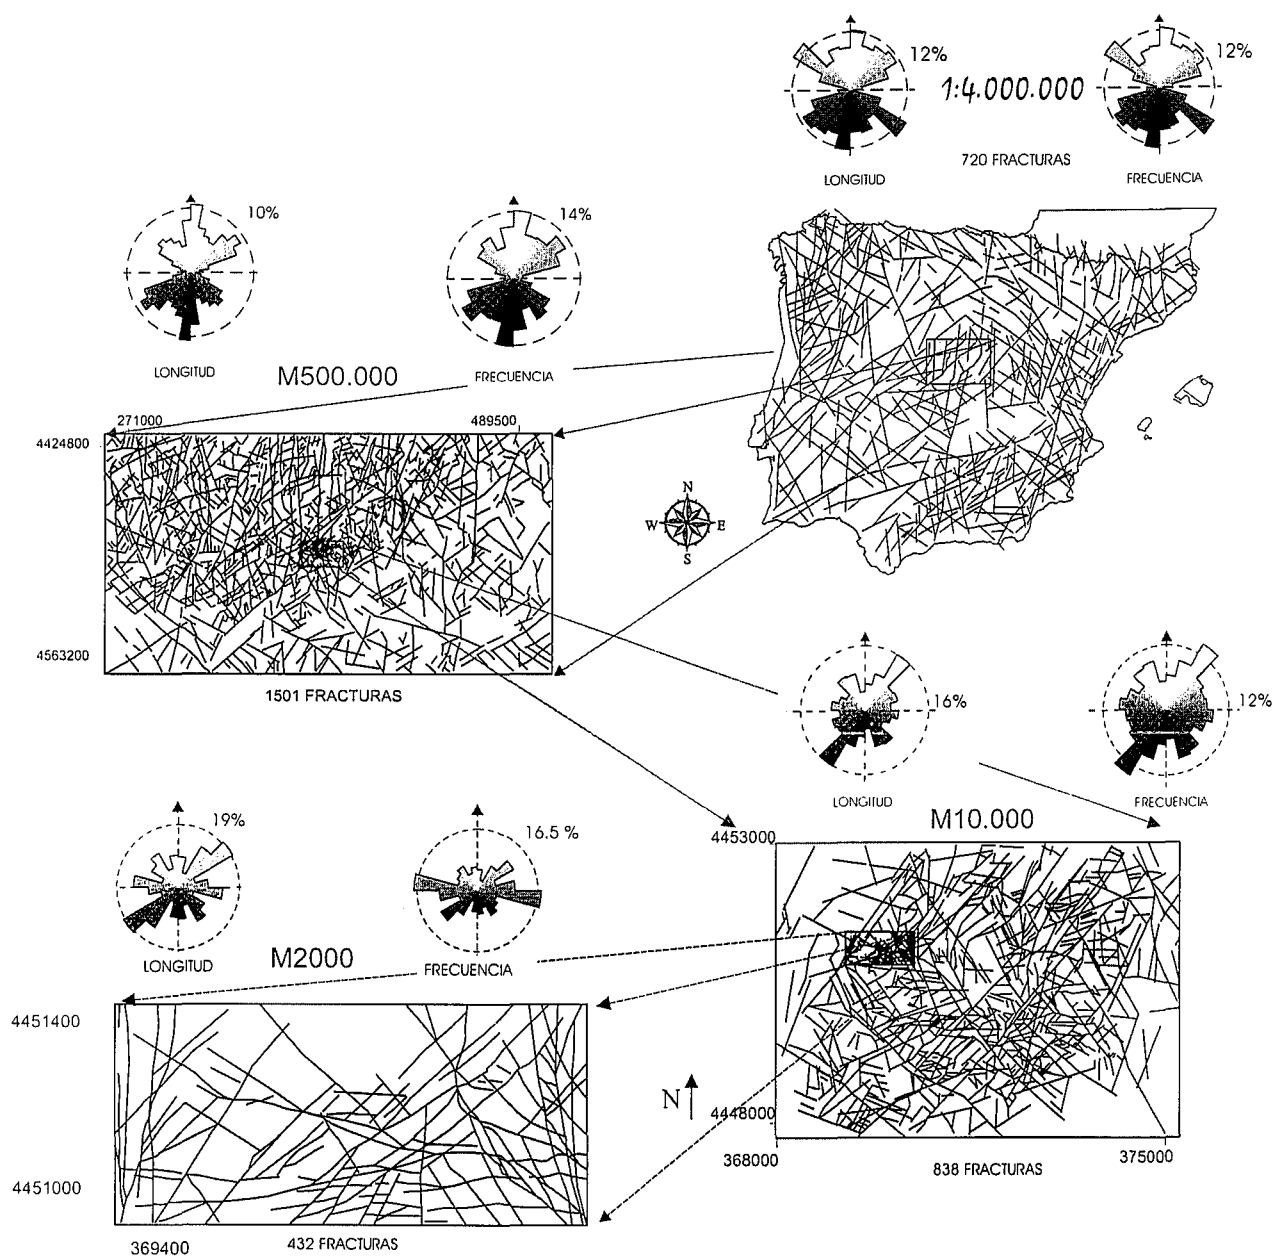 12%
1:4.000.000
12%
720 FRACTURAS
LONGITUD
FRECUENCIA
10%
14%
LONGITUD
M500.000
FRECUENCIA
271000
489500
4424800
4563200
1501 FRACTURAS
N
W
E
S
16%
12%
LONGITUD
FRECUENCIA
M10.000
4453000
4448000
368000
375000
838 FRACTURAS
N
19%
16.5 %
LONGITUD
M2000
FRECUENCIA
4451400
4451000
369400
432 FRACTURAS